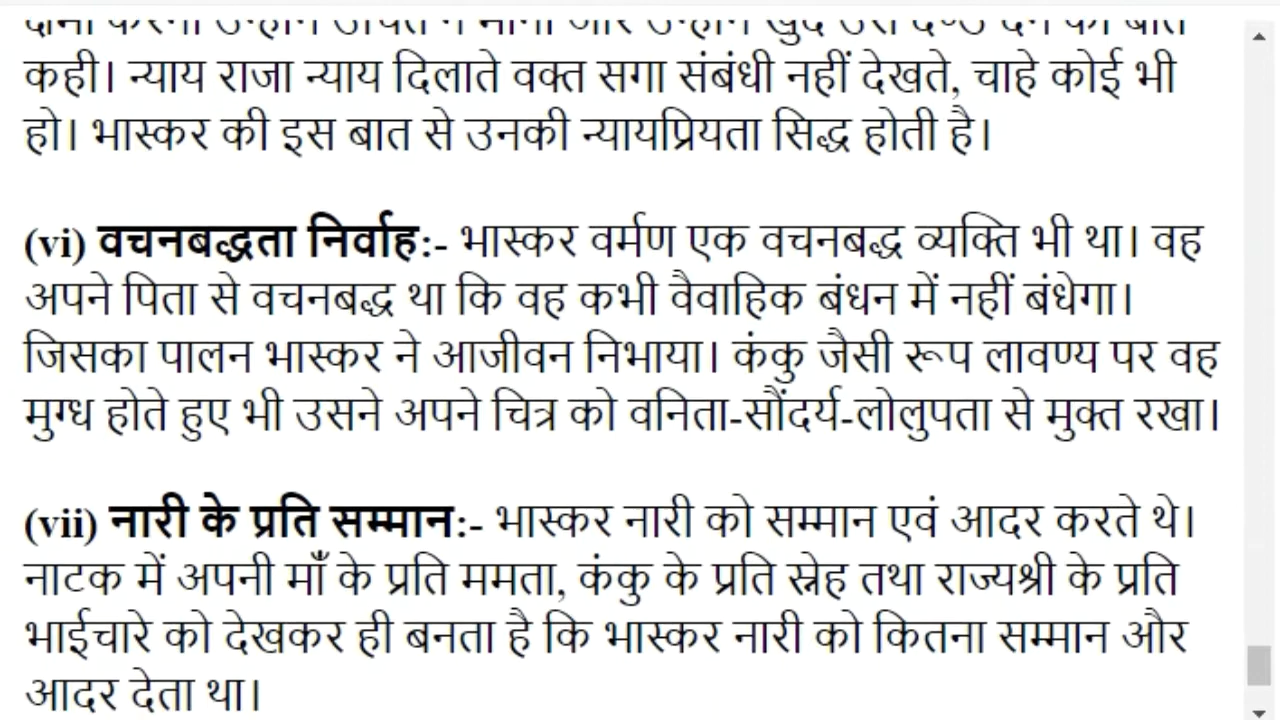 कही। न्याय राजा न्याय दिलाते वक्त सगा संबंधी नहीं देखते, चाहे कोई भी
हो। भास्कर की इस बात से उनकी न्यायप्रियता सिद्ध होती है।
(vi) वचनबद्धता निर्वाह:- भास्कर वर्मण एक वचनबद्ध व्यक्ति भी था। वह
अपने पिता से वचनबद्ध था कि वह कभी वैवाहिक बंधन में नहीं बंधेगा।
जिसका पालन भास्कर ने आजीवन निभाया। कंकु जैसी रूप लावण्य पर वह
मुग्ध होते हुए भी उसने अपने चित्र को वनिता-सौंदर्य-लोलुपता से मुक्त रखा।
(vii) नारी के प्रति सम्मान:- भास्कर नारी को सम्मान एवं आदर करते थे।
नाटक में अपनी माँ के प्रति ममता, कंकु के प्रति स्नेह तथा राज्यश्री के प्रति
भाईचारे को देखकर ही बनता है कि भास्कर नारी को कितना सम्मान और
आदर देता था।